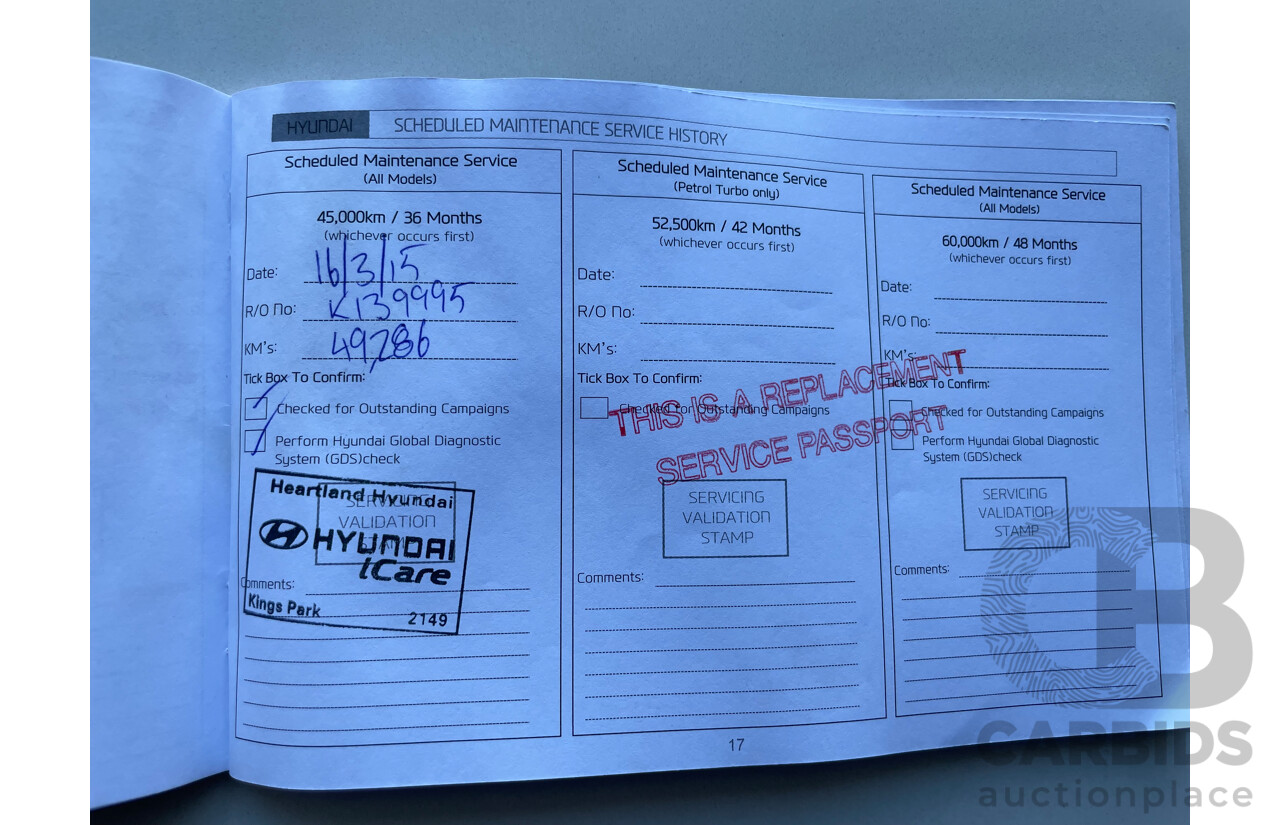 HYUNDAI SCHEDULED MAINTENANCE SERVICE HISTORY
Scheduled Maintenance Service
(All Models)
45,000km / 36 Months
(whichever occurs first)
Date: 16/3/15
R/O No: K139995
KM's: 49,286
Tick Box To Confirm:
Checked for Outstanding Campaigns
Perform Hyundai Global Diagnostic
System (GDS)check
SERVICING
VALIDATION
STAMP
Heartland Hyundai
HYUNDAI
iCare
Kings Park 2149
Comments:
Scheduled Maintenance Service
(Petrol Turbo only)
52,500km / 42 Months
(whichever occurs first)
Date:
R/O No:
KM's:
Tick Box To Confirm:
Checked for Outstanding Campaigns
THIS IS A REPLACEMENT
SERVICE PASSPORT
SERVICING
VALIDATION
STAMP
Comments:
Scheduled Maintenance Service
(All Models)
60,000km / 48 Months
(whichever occurs first)
Date:
R/O No:
KM's:
Tick Box To Confirm:
Checked for Outstanding Campaigns
Perform Hyundai Global Diagnostic
System (GDS)check
SERVICING
VALIDATION
STAMP
Comments:
17
CB
CARBIDS
auctionplace